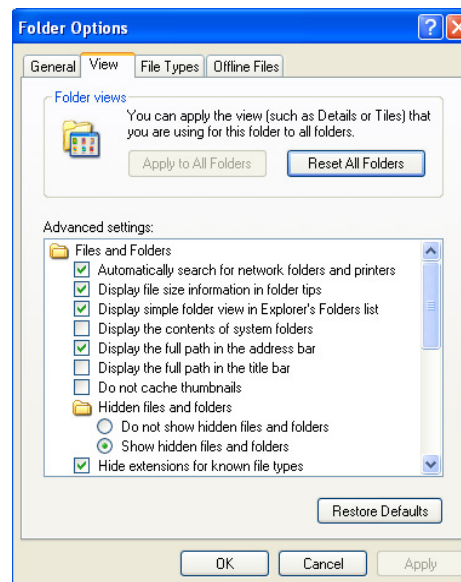 Folder Options
General View File Types Offline Files
Folder views
You can apply the view (such as Details or Tiles) that
you are using for this folder to all folders.
Apply to All Folders Reset All Folders
Advanced settings:
Files and Folders
Automatically search for network folders and printers
Display file size information in folder tips
Display simple folder view in Explorer's Folders list
Display the contents of system folders
Display the full path in the address bar
Display the full path in the title bar
Do not cache thumbnails
Hidden files and folders
Do not show hidden files and folders
Show hidden files and folders
Hide extensions for known file types
Restore Defaults
OK Cancel Apply